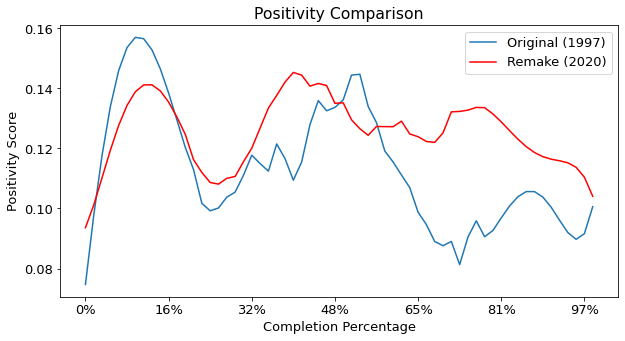 Positivity Comparison
Original (1997)
Remake (2020)
Positivity Score
0.16
0.14
0.12
0.10
0.08
0% 16% 32% 48% 65% 81% 97%
Completion Percentage